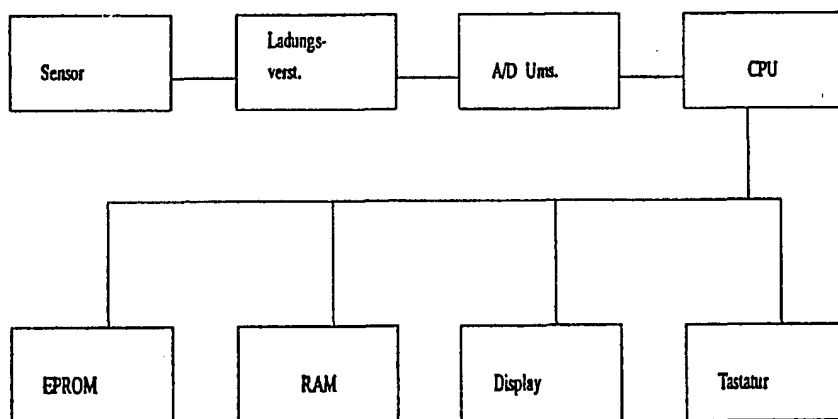 Sensor
Ladungs-
verst.
A/D Ums.
CPU
EPROM
RAM
Display
Tastatur